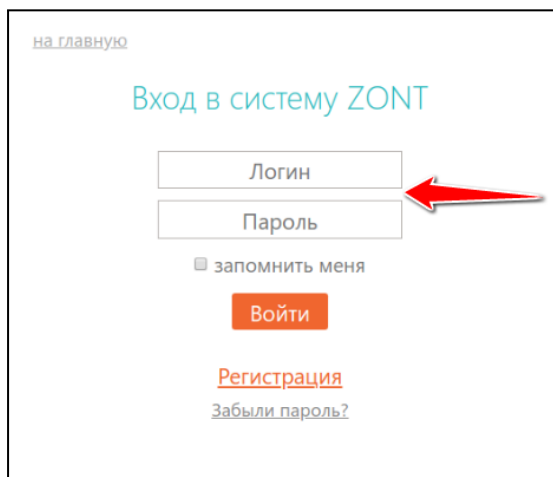 на главную
Вход в систему ZONT
Логин
Пароль
запомнить меня
Войти
Регистрация
Забыли пароль?